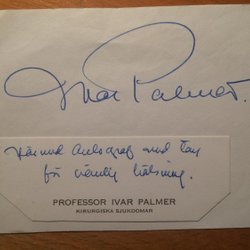 Ivar Palmer.
Härmed Autograf med tack
för vänlig hälsning.
PROFESSOR IVAR PALMER
KIRURGISKA SJUKDOMAR